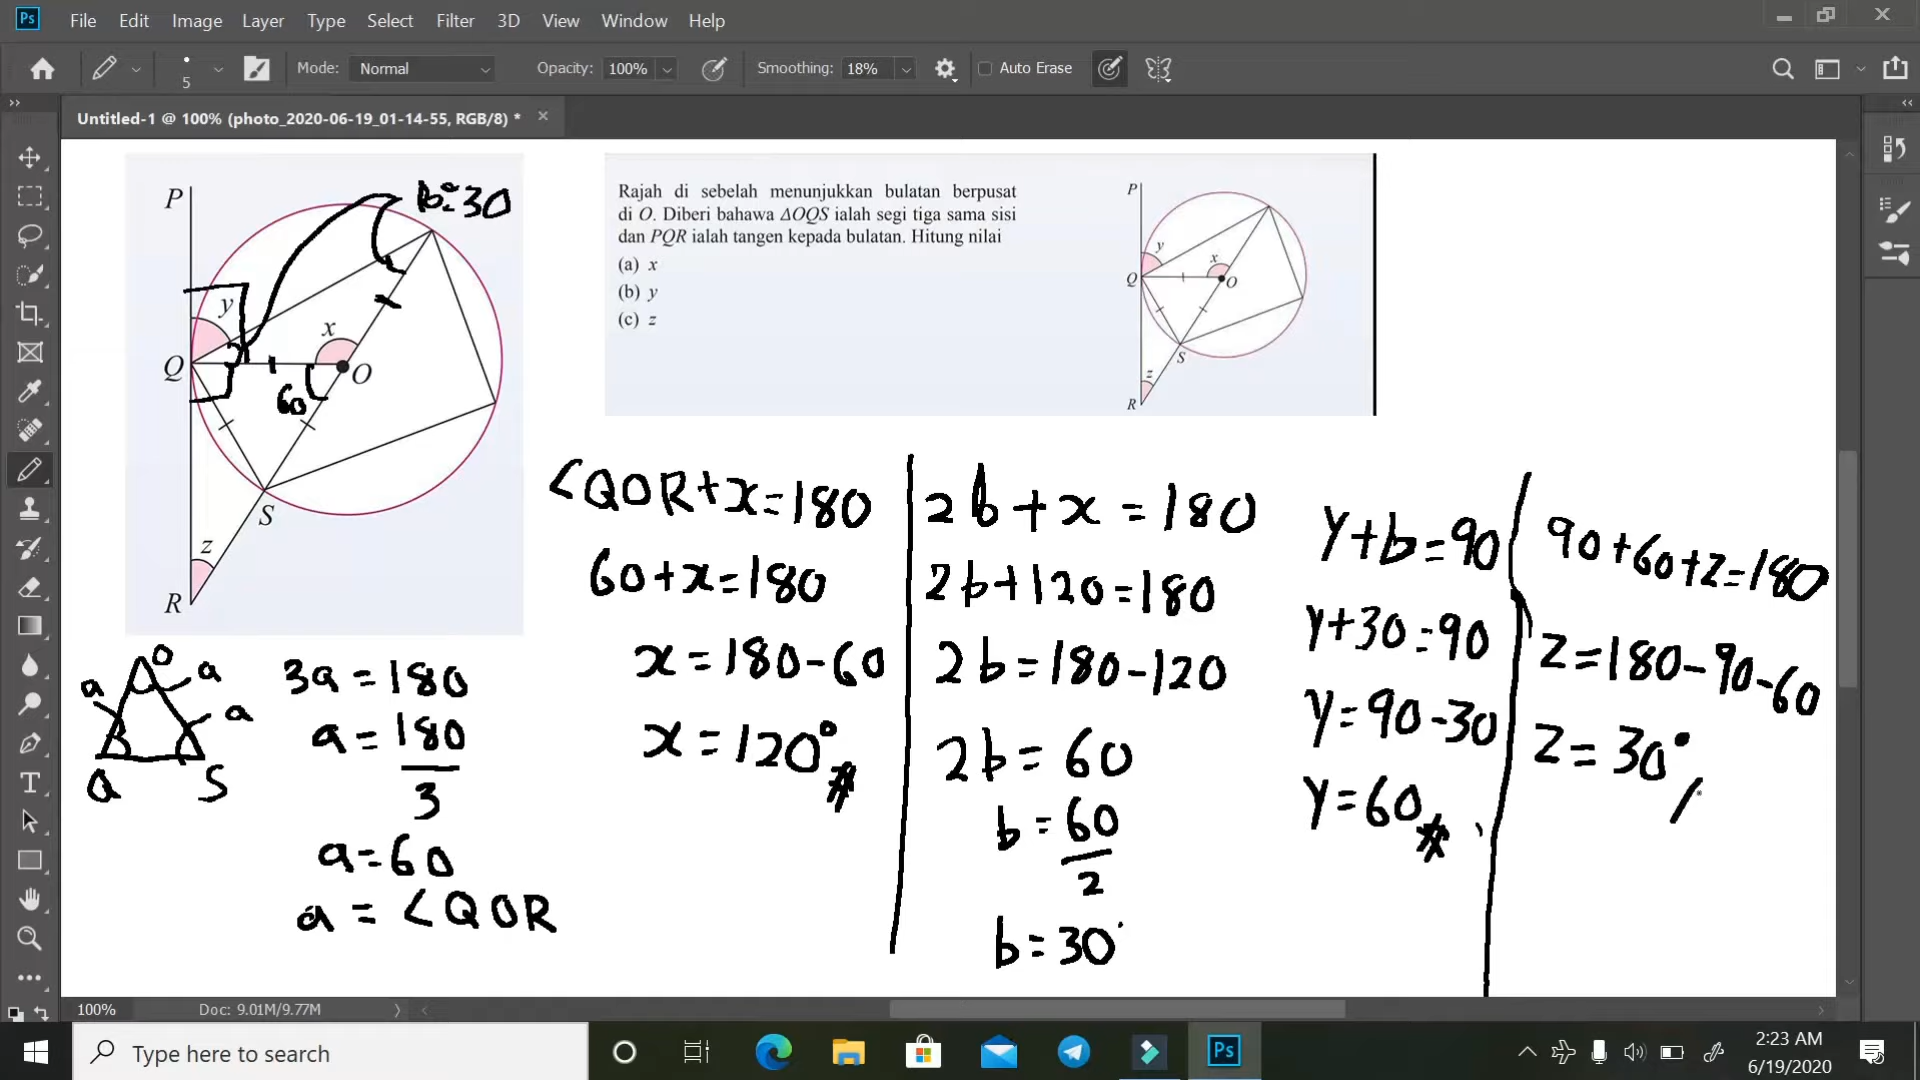 Ps File Edit Image Layer Type Select Filter 3D View Window Help
5 Mode: Normal Opacity: 100% Smoothing: 18% Auto Erase
Untitled-1 @ 100% (photo_2020-06-19_01-14-55, RGB/8) *
P
b=30
y
x
Q
O
60
S
z
R
Rajah di sebelah menunjukkan bulatan berpusat
di O. Diberi bahawa ΔOQS ialah segi tiga sama sisi
dan PQR ialah tangen kepada bulatan. Hitung nilai
(a) x
(b) y
(c) z
P
y
x
Q
O
S
z
R
O
a
a
a
Q
S
3a = 180
a = 180
3
a = 60
a = <QOR
<QOR+x=180
60+x=180
x=180-60
x=120°#
2b+x=180
2b+120=180
2b=180-120
2b=60
b=60
2
b=30
y+b=90
y+30=90
y=90-30
y=60#
90+60+z=180
z=180-90-60
z=30°
T
100% Doc: 9.01M/9.77M
Type here to search
Ps
2:23 AM
6/19/2020